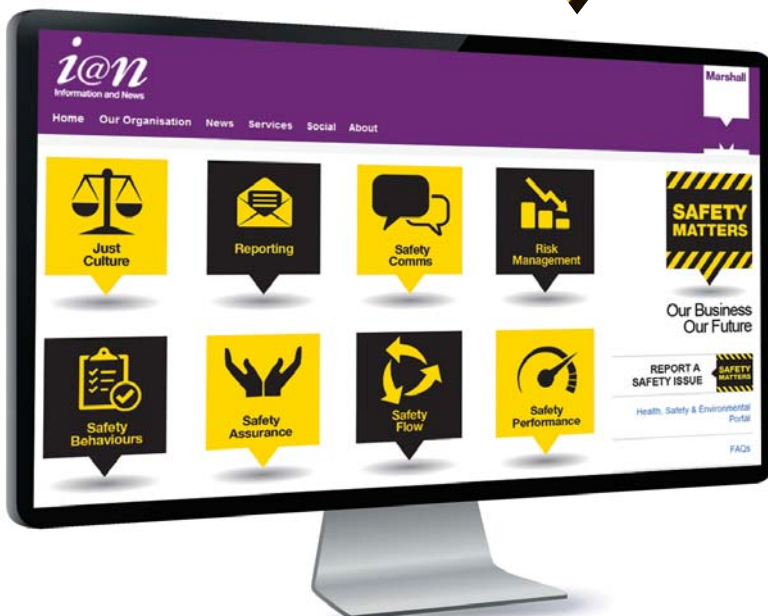 i@n
Information and News
Marshall
Home Our Organisation News Services Social About
Just
Culture
Reporting
Safety
Comms
Risk
Management
SAFETY
MATTERS
Our Business
Our Future
Safety
Behaviours
Safety
Assurance
Safety
Flow
Safety
Performance
REPORT A
SAFETY ISSUE
SAFETY
MATTERS
Health, Safety & Environmental
Portal
FAQs